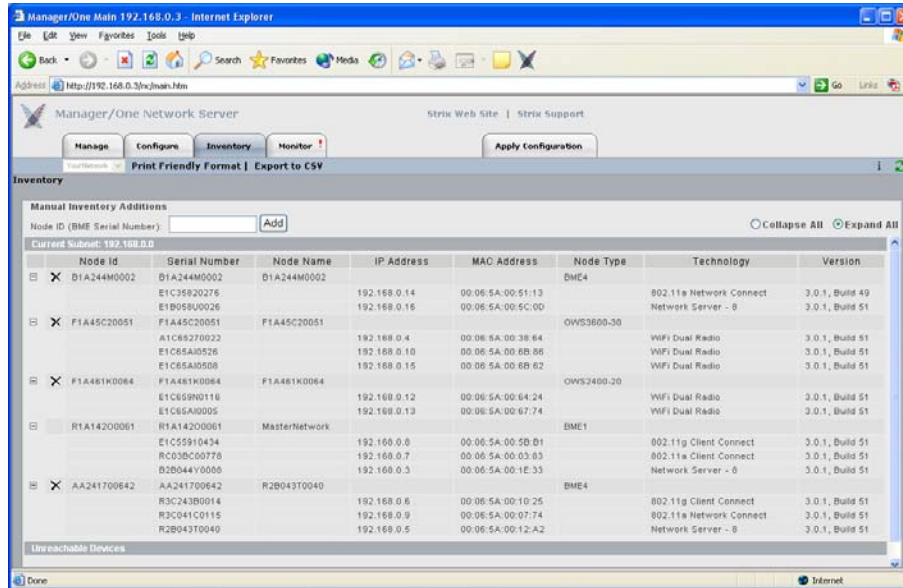 Manager/One Main 192.168.0.3 - Internet Explorer
File Edit View Favorites Tools Help
Back Search Favorites Media
Address http://192.168.0.3/nc/main.htm Go Links
Manager/One Network Server Strix Web Site | Strix Support
Manage Configure Inventory Monitor ! Apply Configuration
YourNetwork Print Friendly Format | Export to CSV i
Inventory
Manual Inventory Additions
Node ID (BME Serial Number): Add Collapse All Expand All
Current Subnet: 192.168.0.0
Node Id Serial Number Node Name IP Address MAC Address Node Type Technology Version
B1A244M0002 B1A244M0002 B1A244M0002 BME4
E1C35820276 192.168.0.14 00:06:5A:00:51:13 802.11a Network Connect 3.0.1, Build 49
E1B058U0026 192.168.0.16 00:06:5A:00:5C:0D Network Server - 8 3.0.1, Build 51
F1A45C20051 F1A45C20051 F1A45C20051 OWS3600-30
A1C65270022 192.168.0.4 00:06:5A:00:38:64 WiFi Dual Radio 3.0.1, Build 51
E1C65AI0526 192.168.0.10 00:06:5A:00:6B:86 WiFi Dual Radio 3.0.1, Build 51
E1C65AI0508 192.168.0.15 00:06:5A:00:6B:62 WiFi Dual Radio 3.0.1, Build 51
F1A461K0064 F1A461K0064 F1A461K0064 OWS2400-20
E1C659N0116 192.168.0.12 00:06:5A:00:64:24 WiFi Dual Radio 3.0.1, Build 51
E1C65AI0005 192.168.0.13 00:06:5A:00:67:74 WiFi Dual Radio 3.0.1, Build 51
R1A142O0061 R1A142O0061 MasterNetwork BME1
E1C55910434 192.168.0.8 00:06:5A:00:5B:B1 802.11g Client Connect 3.0.1, Build 51
RC03BC00778 192.168.0.7 00:06:5A:00:03:83 802.11a Client Connect 3.0.1, Build 51
B2B044Y0088 192.168.0.3 00:06:5A:00:1E:33 Network Server - 8 3.0.1, Build 51
AA241700642 AA241700642 R2B043T0040 BME4
R3C243B0014 192.168.0.6 00:06:5A:00:10:25 802.11g Client Connect 3.0.1, Build 51
R3C041C0115 192.168.0.9 00:06:5A:00:07:74 802.11a Network Connect 3.0.1, Build 51
R2B043T0040 192.168.0.5 00:06:5A:00:12:A2 Network Server - 8 3.0.1, Build 51
Unreachable Devices
Done Internet